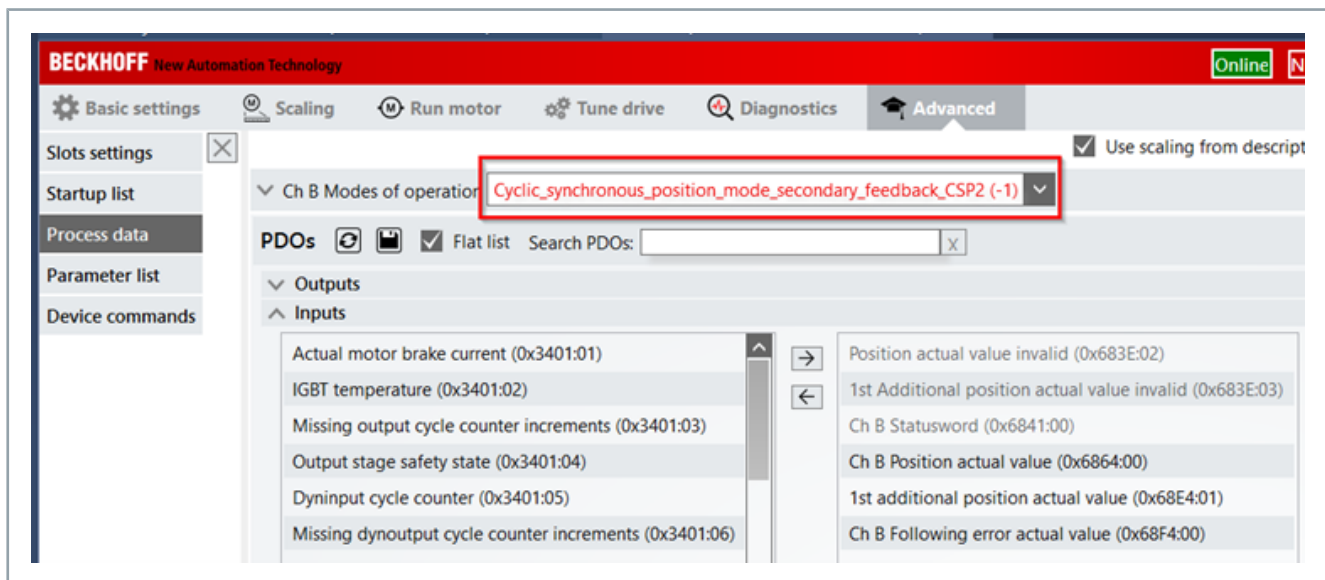 BECKHOFF New Automation Technology Online N
Basic settings Scaling Run motor Tune drive Diagnostics Advanced
Slots settings Use scaling from descript
Startup list Ch B Modes of operation Cyclic_synchronous_position_mode_secondary_feedback_CSP2 (-1)
Process data PDOs Flat list Search PDOs: X
Parameter list Outputs
Device commands Inputs
Actual motor brake current (0x3401:01) Position actual value invalid (0x683E:02)
IGBT temperature (0x3401:02) 1st Additional position actual value invalid (0x683E:03)
Missing output cycle counter increments (0x3401:03) Ch B Statusword (0x6841:00)
Output stage safety state (0x3401:04) Ch B Position actual value (0x6864:00)
Dyninput cycle counter (0x3401:05) 1st additional position actual value (0x68E4:01)
Missing dynoutput cycle counter increments (0x3401:06) Ch B Following error actual value (0x68F4:00)